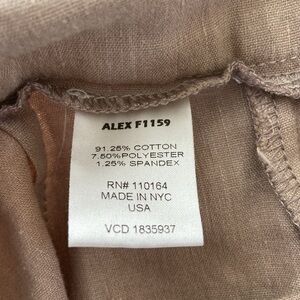 ALEX F1159
91.25% COTTON
7.50% POLYESTER
1.25% SPANDEX
RN# 110164
MADE IN NYC
USA
VCD 1835937